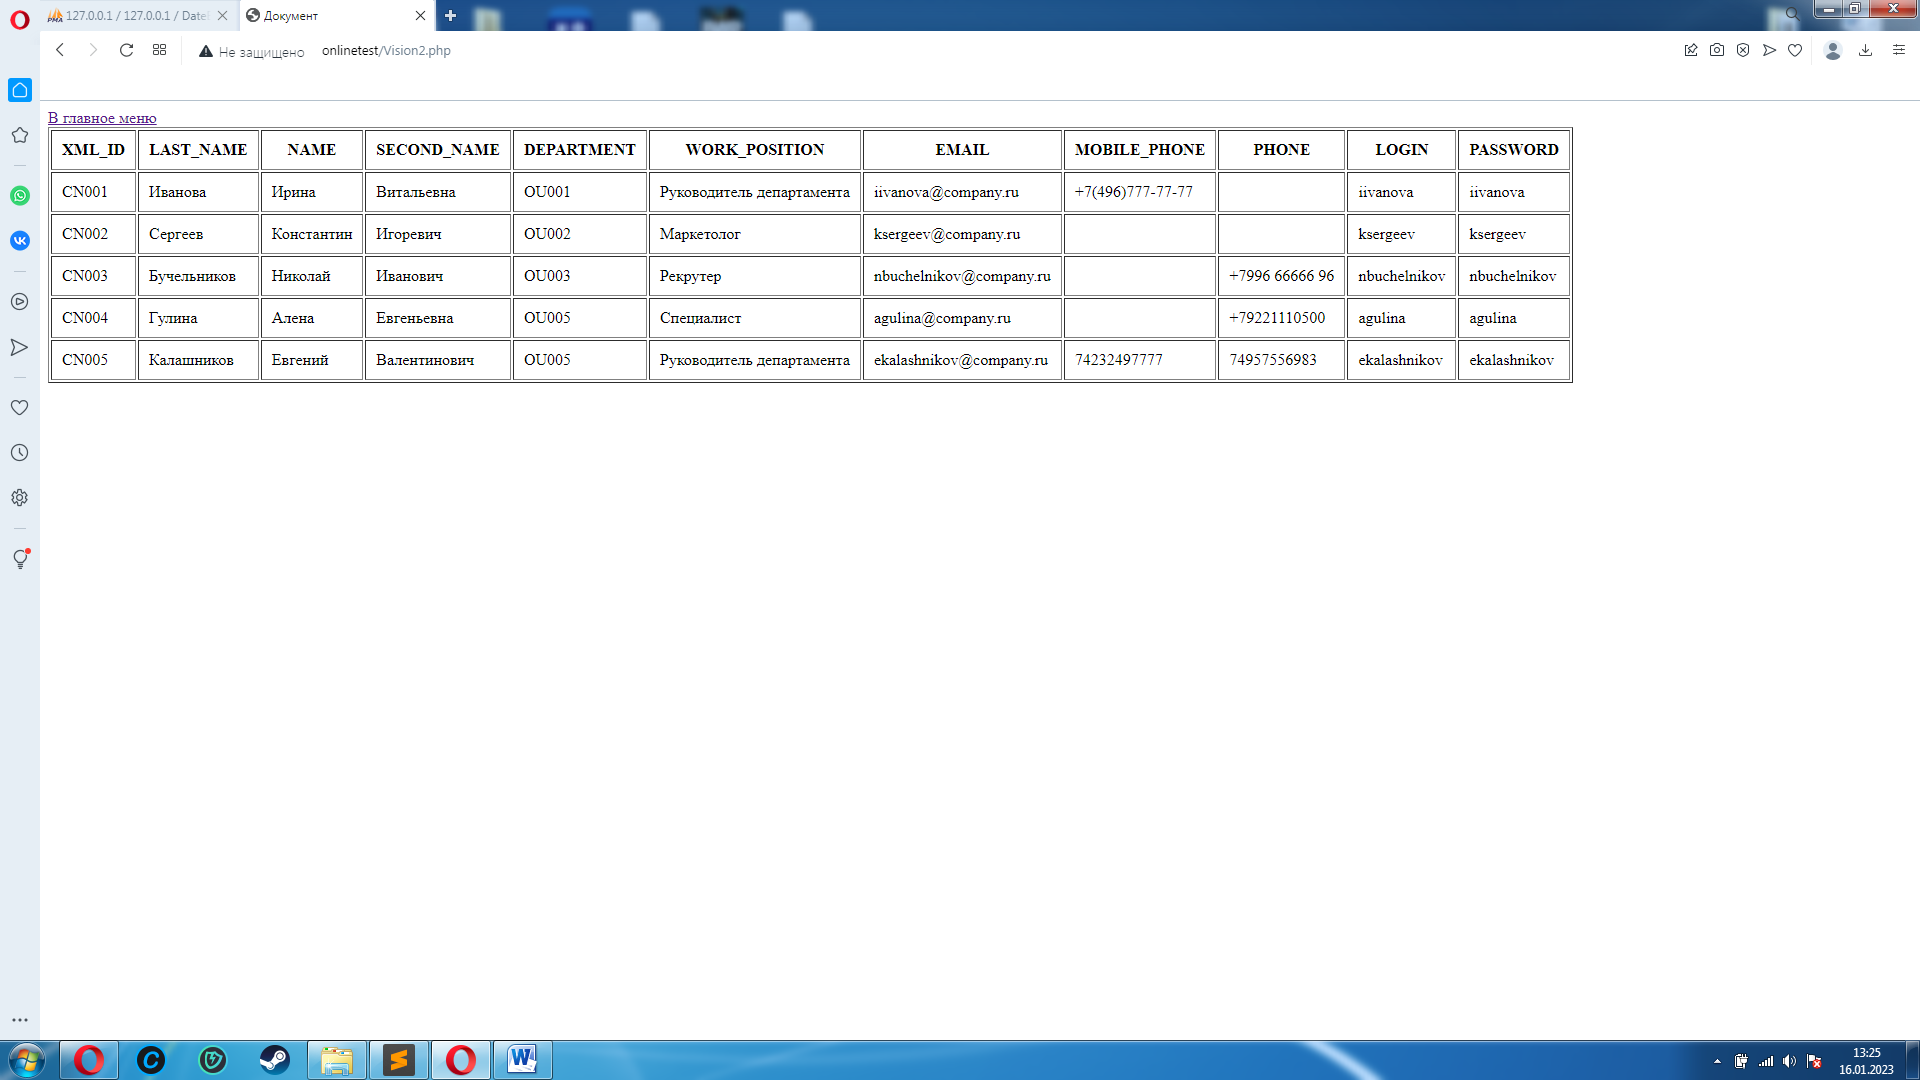 127.0.0.1 / 127.0.0.1 / Date
Документ
Не защищено onlinetest/Vision2.php
В главное меню
XML_ID LAST_NAME NAME SECOND_NAME DEPARTMENT WORK_POSITION EMAIL MOBILE_PHONE PHONE LOGIN PASSWORD
CN001 Иванова Ирина Витальевна OU001 Руководитель департамента iivanova@company.ru +7(496)777-77-77 iivanova iivanova
CN002 Сергеев Константин Игоревич OU002 Маркетолог ksergeev@company.ru ksergeev ksergeev
CN003 Бучельников Николай Иванович OU003 Рекрутер nbuchelnikov@company.ru +7996 66666 96 nbuchelnikov nbuchelnikov
CN004 Гулина Алена Евгеньевна OU005 Специалист agulina@company.ru +79221110500 agulina agulina
CN005 Калашников Евгений Валентинович OU005 Руководитель департамента ekalashnikov@company.ru 74232497777 74957556983 ekalashnikov ekalashnikov
13:25
16.01.2023